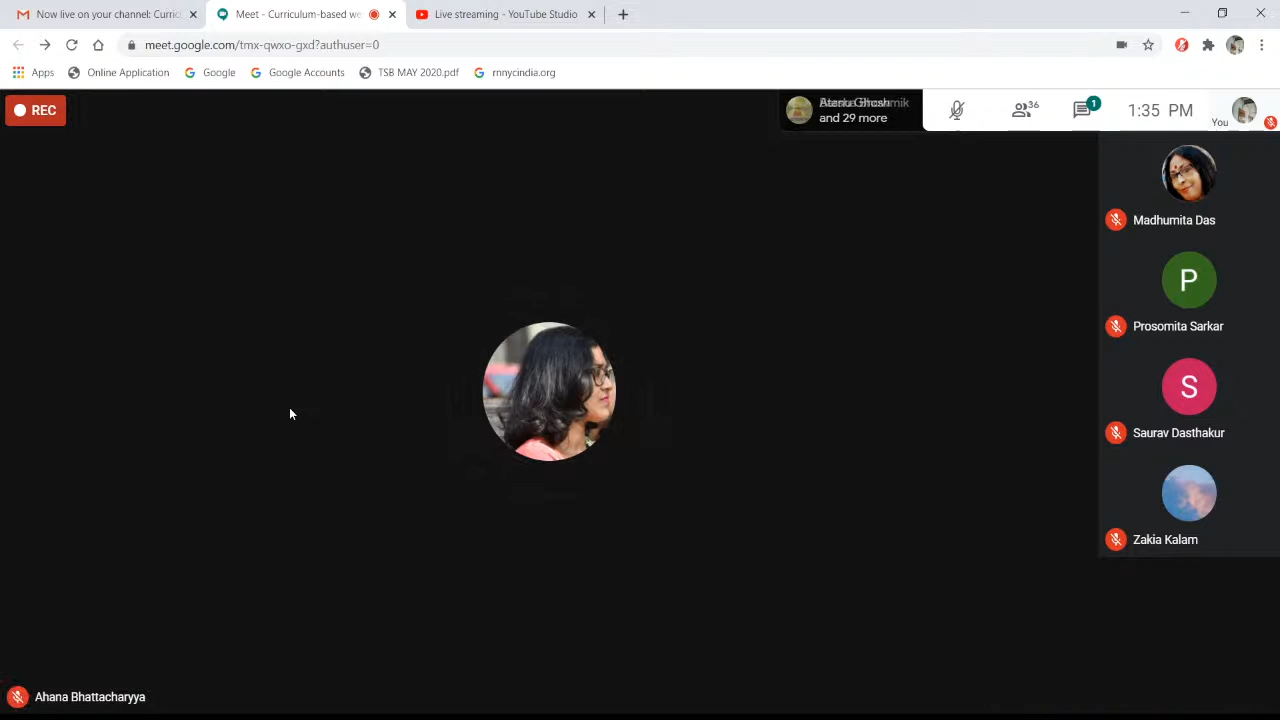 Now live on your channel: Curric
Meet - Curriculum-based we
Live streaming - YouTube Studio
meet.google.com/tmx-qwxo-gxd?authuser=0
Apps
Online Application
Google
Google Accounts
TSB MAY 2020.pdf
rnnycindia.org
REC
and 29 more
36
1
1:35 PM
You
Madhumita Das
P
Prosomita Sarkar
S
Saurav Dasthakur
Zakia Kalam
Ahana Bhattacharyya